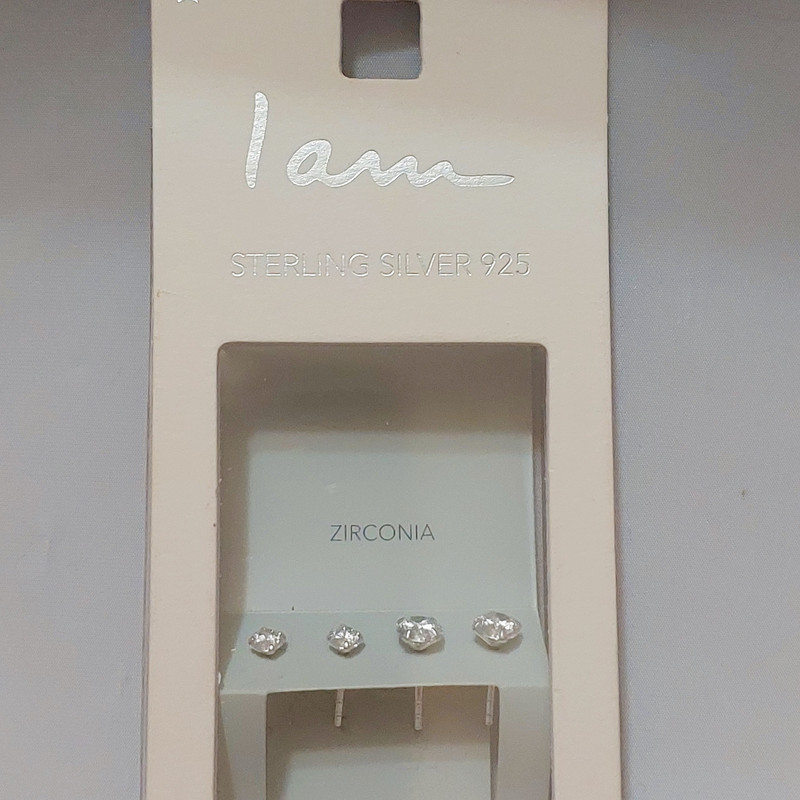 I am
STERLING SILVER 925
ZIRCONIA